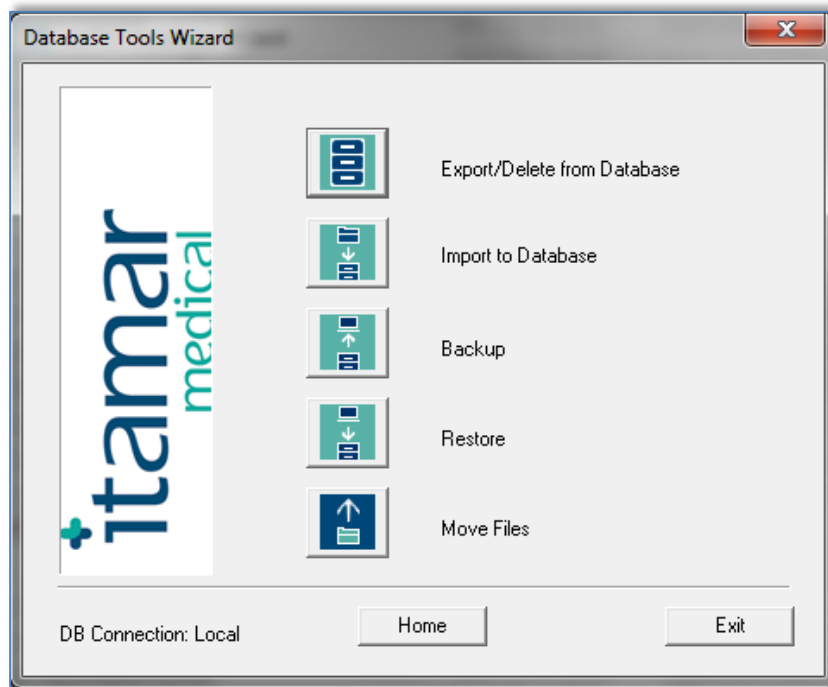 Database Tools Wizard
itamar
medical
Export/Delete from Database
Import to Database
Backup
Restore
Move Files
DB Connection: Local
Home
Exit